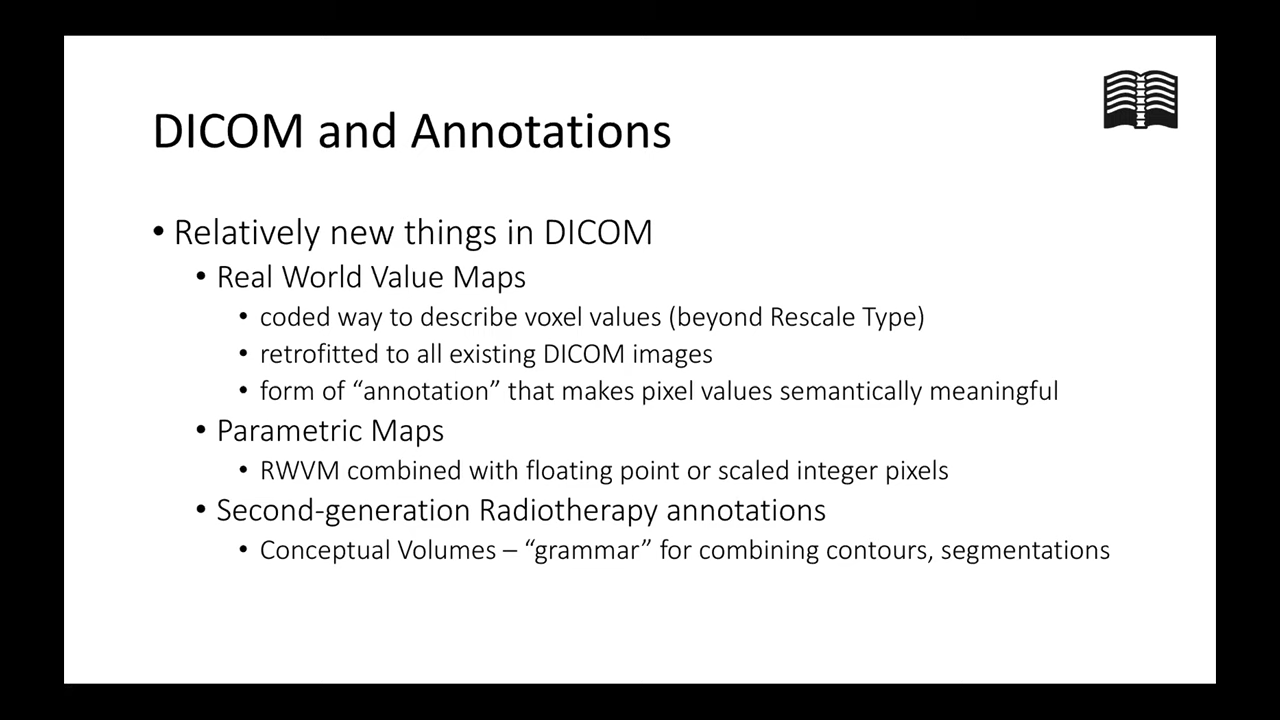 DICOM and Annotations
• Relatively new things in DICOM
• Real World Value Maps
• coded way to describe voxel values (beyond Rescale Type)
• retrofitted to all existing DICOM images
• form of “annotation” that makes pixel values semantically meaningful
• Parametric Maps
• RWVM combined with floating point or scaled integer pixels
• Second-generation Radiotherapy annotations
• Conceptual Volumes – “grammar” for combining contours, segmentations